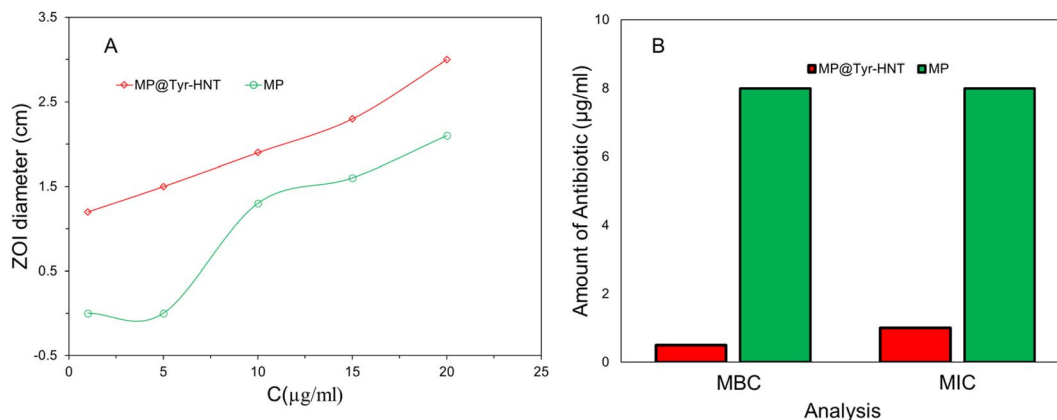 A
MP@Tyr-HNT
MP
ZOI diameter (cm)
3.5
2.5
1.5
0.5
-0.5
0
5
10
15
20
25
C(µg/ml)
B
MP@Tyr-HNT
MP
Amount of Antibiotic (µg/ml)
10
8
6
4
2
0
MBC
MIC
Analysis